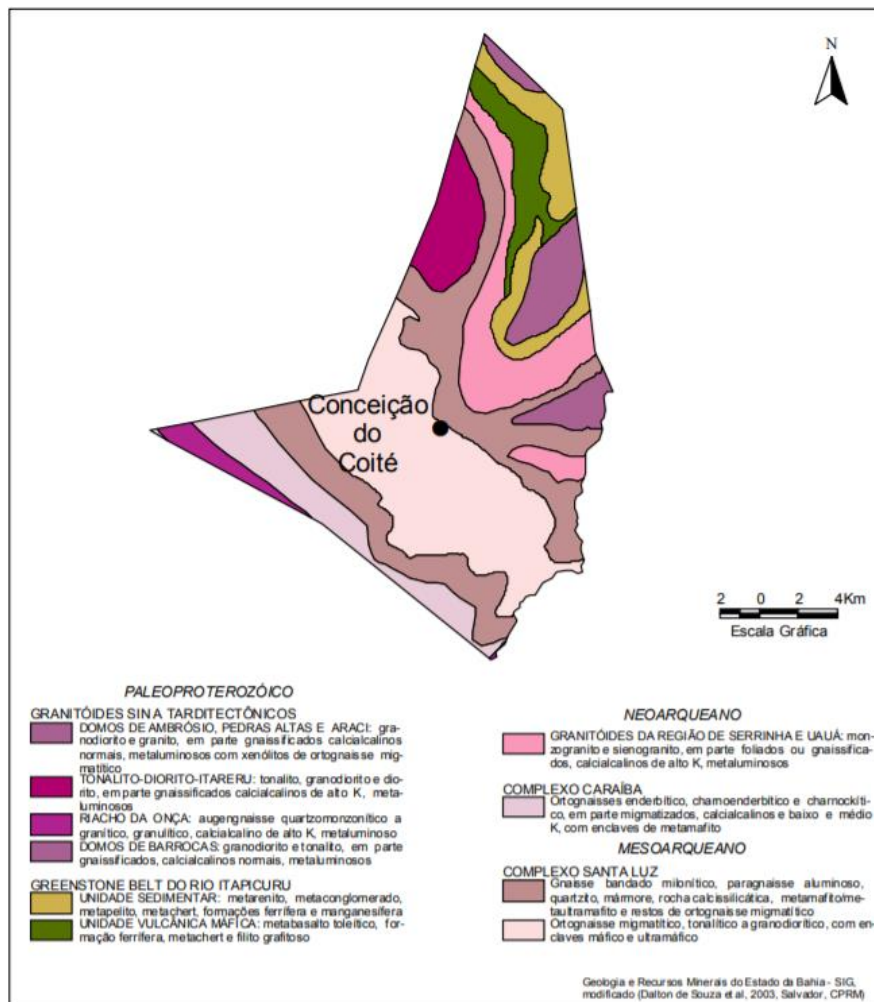 N
Conceição
do
Coité
2 0 2 4Km
Escala Gráfica
PALEOPROTEROZÓICO
GRANITÓIDES SIN A TARDITECTÔNICOS
DOMOS DE AMBRÓSIO, PEDRAS ALTAS E ARACI: gra-
nodiorito e granito, em parte gnaissificados calcialcalinos
normais, metaluminosos com xenólitos de ortognaisse mig-
matítico
TONALITO-DIORITO-ITARERU: tonalito, granodiorito e dio-
rito, em parte gnaissificados calcialcalinos de alto K, meta-
luminosos
RIACHO DA ONÇA: augengnaisse quartzomonzonítico a
granítico, granulítico, calcialcalino de alto K, metaluminoso
DOMOS DE BARROCAS: granodiorito e tonalito, em parte
gnaissificados, calcialcalinos normais, metaluminosos
GREENSTONE BELT DO RIO ITAPICURU
UNIDADE SEDIMENTAR: metarenito, metaconglomerado,
metapelito, metachert, formações ferrífera e manganesífera
UNIDADE VULCÂNICA MÁFICA: metabasalto toleítico, for-
mação ferrífera, metachert e filito grafitoso
NEOARQUEANO
GRANITÓIDES DA REGIÃO DE SERRINHA E UAUÁ: mon-
zogranito e sienogranito, em parte foliados ou gnaissifica-
dos, calcialcalinos de alto K, metaluminosos
COMPLEXO CARAÍBA
Ortognaisses enderbítico, charnoenderbítico e charnockíti-
co, em parte migmatizados, calcialcalinos e baixo e médio
K, com enclaves de metamafito
MESOARQUEANO
COMPLEXO SANTA LUZ
Gnaisse bandado milonítico, paragnaisse aluminoso,
quartzito, mármore, rocha calcissilicática, metamafito/me-
taultramafito e restos de ortognaisse migmatítico
Ortognaisse migmatítico, tonalítico a granodiorítico, com en-
claves máfico e ultramáfico
Geologia e Recursos Minerais do Estado da Bahia - SIG,
modificado (Dalton de Souza et al, 2003, Salvador, CPRM)